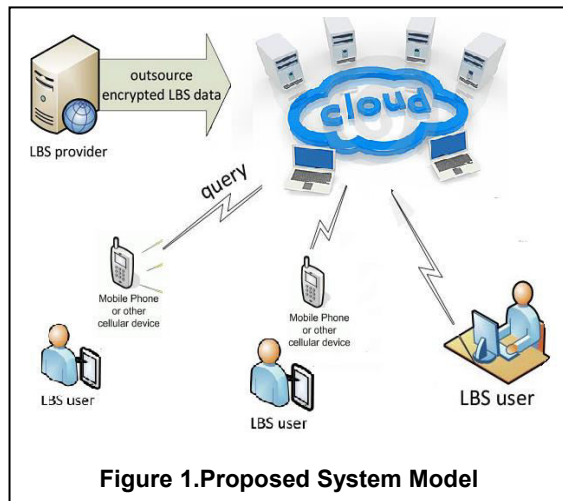 outsource
encrypted LBS data
cloud
LBS provider
query
Mobile Phone
or other
cellular device
Mobile Phone
or other
cellular device
LBS user
LBS user
LBS user
Figure 1.Proposed System Model